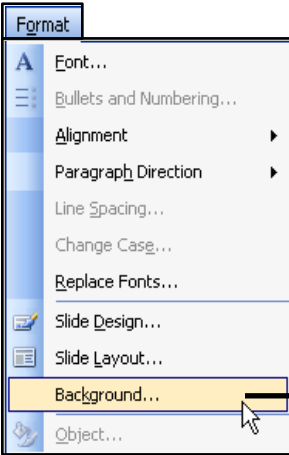 Format
Font...
Bullets and Numbering...
Alignment
Paragraph Direction
Line Spacing...
Change Case...
Replace Fonts...
Slide Design...
Slide Layout...
Background...
Object...